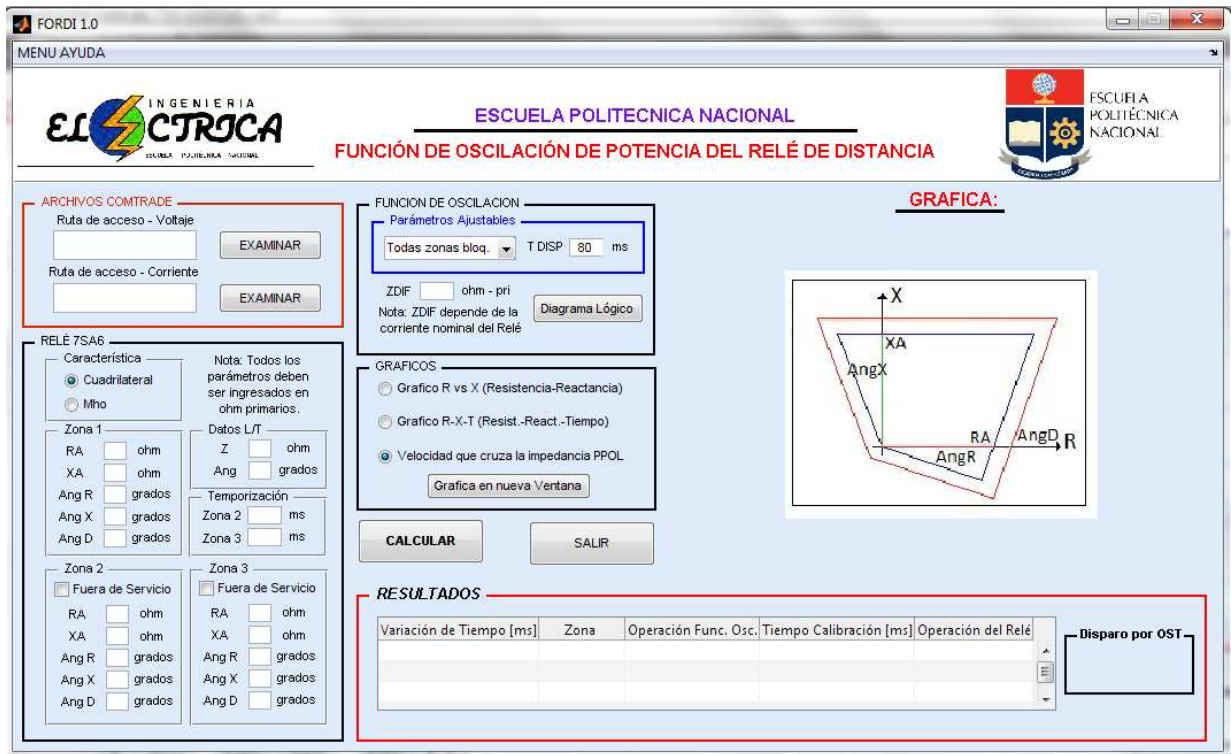 FORDI 1.0
MENU AYUDA
INGENIERIA
ELECTRICA
ESCUELA POLITECNICA NACIONAL
ESCUELA POLITECNICA NACIONAL
FUNCIÓN DE OSCILACIÓN DE POTENCIA DEL RELÉ DE DISTANCIA
ESCUELA
POLITÉCNICA
NACIONAL
ARCHIVOS COMTRADE
Ruta de acceso - Voltaje
EXAMINAR
Ruta de acceso - Corriente
EXAMINAR
RELÉ 7SA6
Característica
Cuadrilateral
Mho
Nota: Todos los
parámetros deben
ser ingresados en
ohm primarios.
Zona 1
RA ohm
XA ohm
Ang R grados
Ang X grados
Ang D grados
Datos L/T
Z ohm
Ang grados
Temporización
Zona 2 ms
Zona 3 ms
Zona 2
Fuera de Servicio
RA ohm
XA ohm
Ang R grados
Ang X grados
Ang D grados
Zona 3
Fuera de Servicio
RA ohm
XA ohm
Ang R grados
Ang X grados
Ang D grados
FUNCION DE OSCILACION
Parámetros Ajustables
Todas zonas bloq. T DISP 80 ms
ZDIF ohm - pri
Nota: ZDIF depende de la
corriente nominal del Relé
Diagrama Lógico
GRAFICOS
Grafico R vs X (Resistencia-Reactancia)
Grafico R-X-T (Resist.-React.-Tiempo)
Velocidad que cruza la impedancia PPOL
Grafica en nueva Ventana
CALCULAR
SALIR
GRAFICA:
X
XA
AngX
RA
AngD
R
AngR
RESULTADOS
Variación de Tiempo [ms] Zona Operación Func. Osc. Tiempo Calibración [ms] Operación del Relé
Disparo por OST